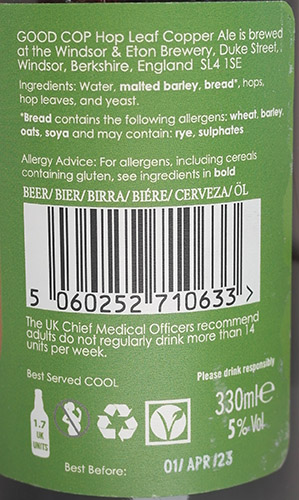 GOOD COP Hop Leaf Copper Ale is brewed
at the Windsor & Eton Brewery, Duke Street,
Windsor, Berkshire, England SL4 1SE
Ingredients: Water, malted barley, bread*, hops,
hop leaves, and yeast.
*Bread contains the following allergens: wheat, barley,
oats, soya and may contain: rye, sulphates
Allergy Advice: For allergens, including cereals
containing gluten, see ingredients in bold
BEER/BIER/BIRRA/BIÉRE/CERVEZA/ÖL
5 060252 710633 >
The UK Chief Medical Officers recommend
adults do not regularly drink more than 14
units per week.
Best Served COOL
Please drink responsibly
1.7
UK
UNITS
V
330ml℮
5% Vol
Best Before:
01/ APR/23